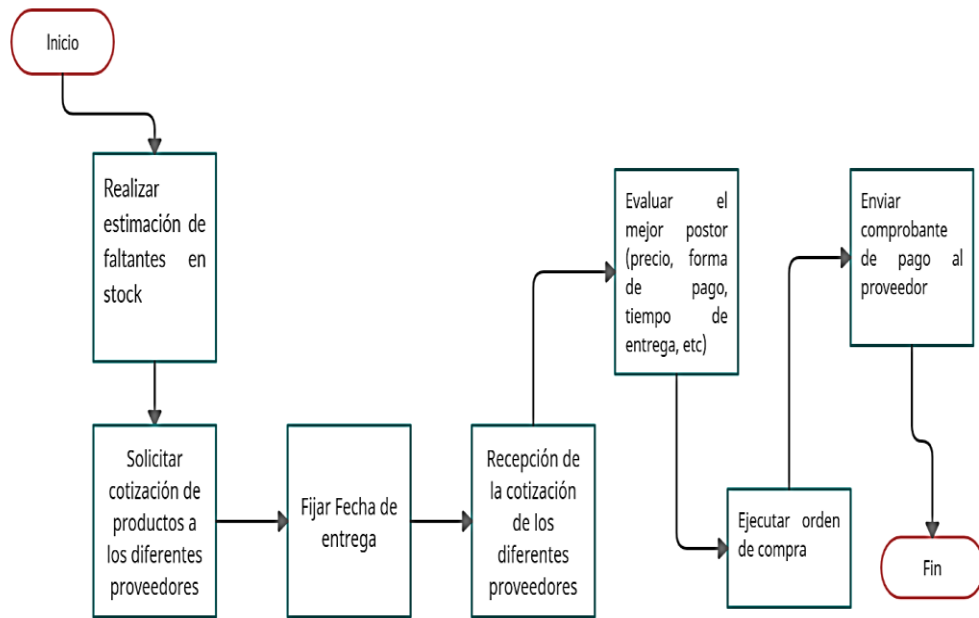 Inicio
Realizar
estimación de
faltantes en
stock
Solicitar
cotización de
productos a
los diferentes
proveedores
Fijar Fecha de
entrega
Recepción de
la cotización
de los
diferentes
proveedores
Evaluar el
mejor postor
(precio, forma
de pago,
tiempo de
entrega, etc)
Ejecutar orden
de compra
Enviar
comprobante
de pago al
proveedor
Fin